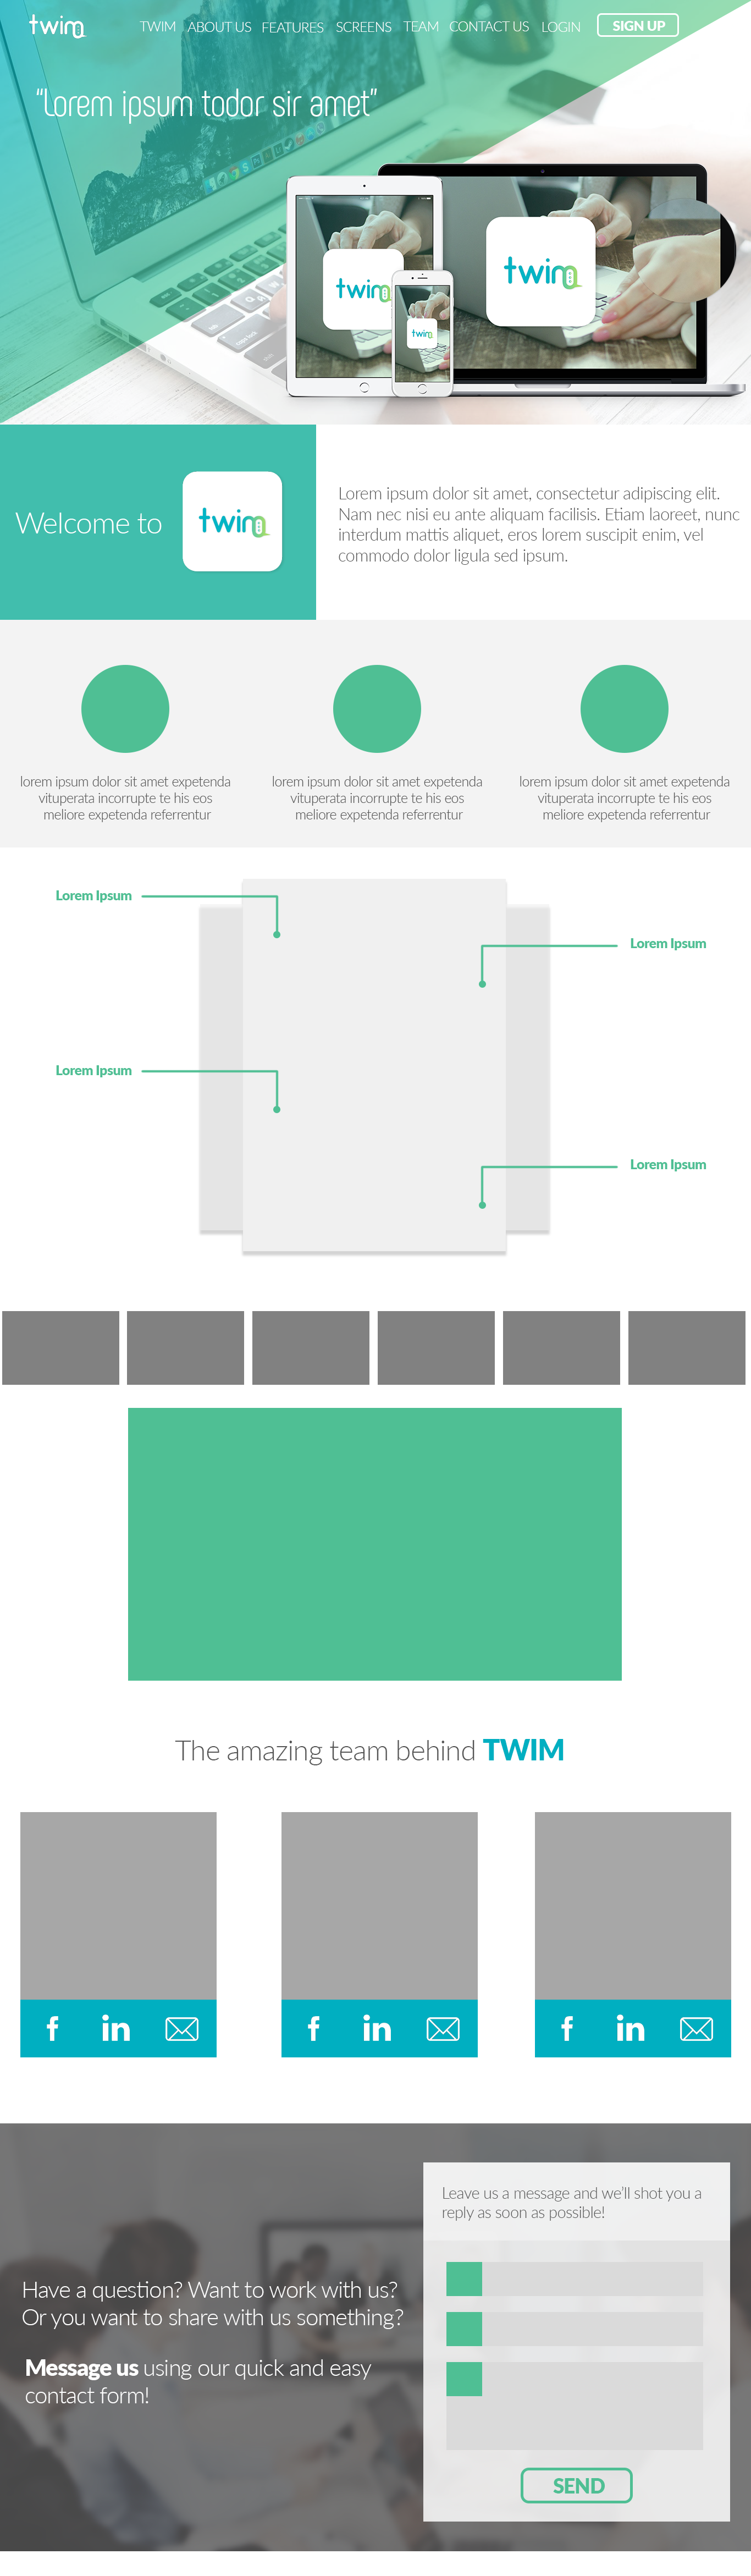 twim
TWIM ABOUT US FEATURES SCREENS TEAM CONTACT US LOGIN SIGN UP
“Lorem ipsum todor sir amet”
twim
twim
twim
Welcome to
twim
Lorem ipsum dolor sit amet, consectetur adipiscing elit.
Nam nec nisi eu ante aliquam facilisis. Etiam laoreet, nunc
interdum mattis aliquet, eros lorem suscipit enim, vel
commodo dolor ligula sed ipsum.
lorem ipsum dolor sit amet expetenda
vituperata incorrupte te his eos
meliore expetenda referrentur
lorem ipsum dolor sit amet expetenda
vituperata incorrupte te his eos
meliore expetenda referrentur
lorem ipsum dolor sit amet expetenda
vituperata incorrupte te his eos
meliore expetenda referrentur
Lorem Ipsum
Lorem Ipsum
Lorem Ipsum
Lorem Ipsum
The amazing team behind TWIM
f in
f in
f in
Leave us a message and we'll shot you a
reply as soon as possible!
Have a question? Want to work with us?
Or you want to share with us something?
Message us using our quick and easy
contact form!
SEND